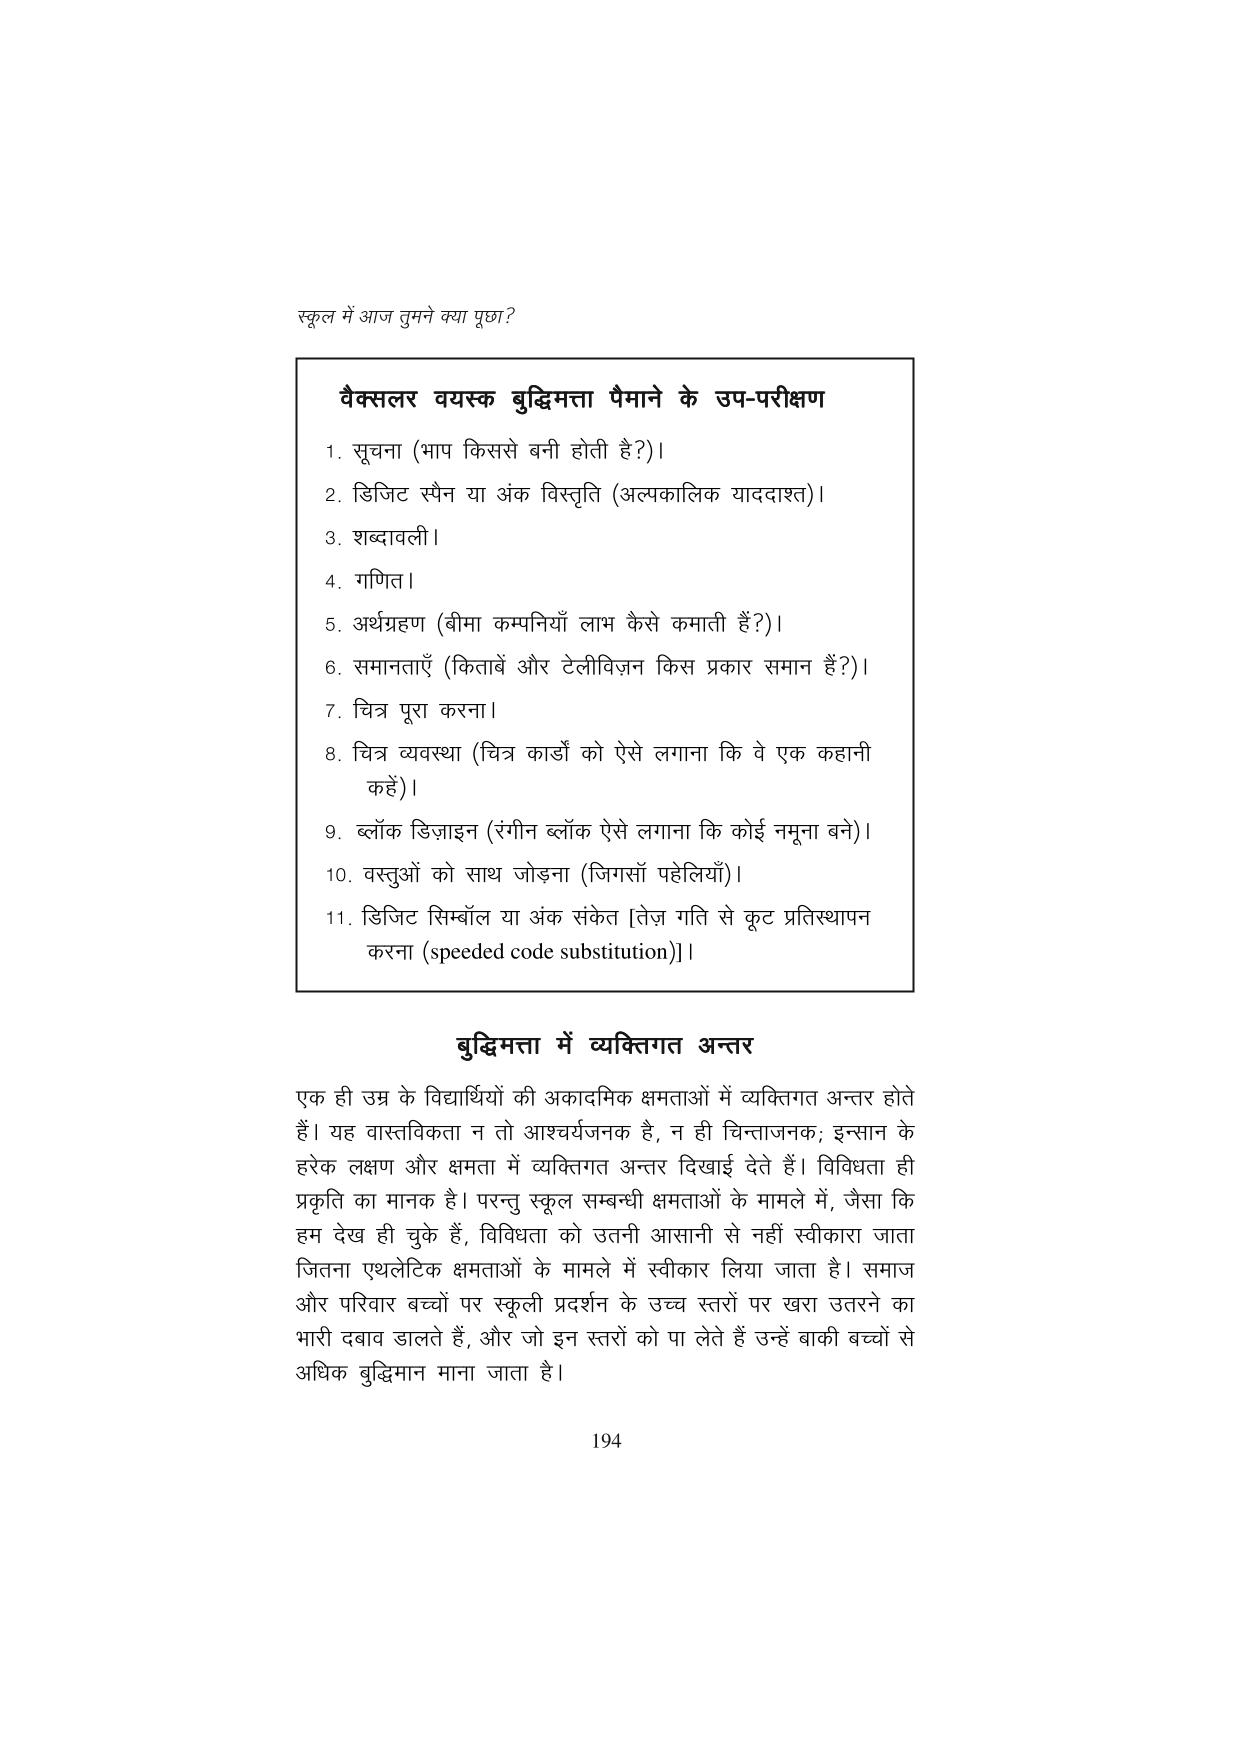 स्कूल में आज तुमने क्या पूछा?
वैक्सलर वयस्क बुद्धिमत्ता पैमाने के उप-परीक्षण
1. सूचना (भाप किससे बनी होती है?)।
2. डिजिट स्पैन या अंक विस्तृति (अल्पकालिक याददाश्त)।
3. शब्दावली।
4. गणित।
5. अर्थग्रहण (बीमा कम्पनियाँ लाभ कैसे कमाती हैं?)।
6. समानताएँ (किताबें और टेलीविज़न किस प्रकार समान हैं?)।
7. चित्र पूरा करना।
8. चित्र व्यवस्था (चित्र कार्डों को ऐसे लगाना कि वे एक कहानी
कहें)।
9. ब्लॉक डिज़ाइन (रंगीन ब्लॉक ऐसे लगाना कि कोई नमूना बने)।
10. वस्तुओं को साथ जोड़ना (जिगसॉ पहेलियाँ)।
11. डिजिट सिम्बॉल या अंक संकेत [तेज़ गति से कूट प्रतिस्थापन
करना (speeded code substitution)]।
बुद्धिमत्ता में व्यक्तिगत अन्तर
एक ही उम्र के विद्यार्थियों की अकादमिक क्षमताओं में व्यक्तिगत अन्तर होते
हैं। यह वास्तविकता न तो आश्चर्यजनक है, न ही चिन्ताजनक; इन्सान के
हरेक लक्षण और क्षमता में व्यक्तिगत अन्तर दिखाई देते हैं। विविधता ही
प्रकृति का मानक है। परन्तु स्कूल सम्बन्धी क्षमताओं के मामले में, जैसा कि
हम देख ही चुके हैं, विविधता को उतनी आसानी से नहीं स्वीकारा जाता
जितना एथलेटिक क्षमताओं के मामले में स्वीकार लिया जाता है। समाज
और परिवार बच्चों पर स्कूली प्रदर्शन के उच्च स्तरों पर खरा उतरने का
भारी दबाव डालते हैं, और जो इन स्तरों को पा लेते हैं उन्हें बाकी बच्चों से
अधिक बुद्धिमान माना जाता है।
194